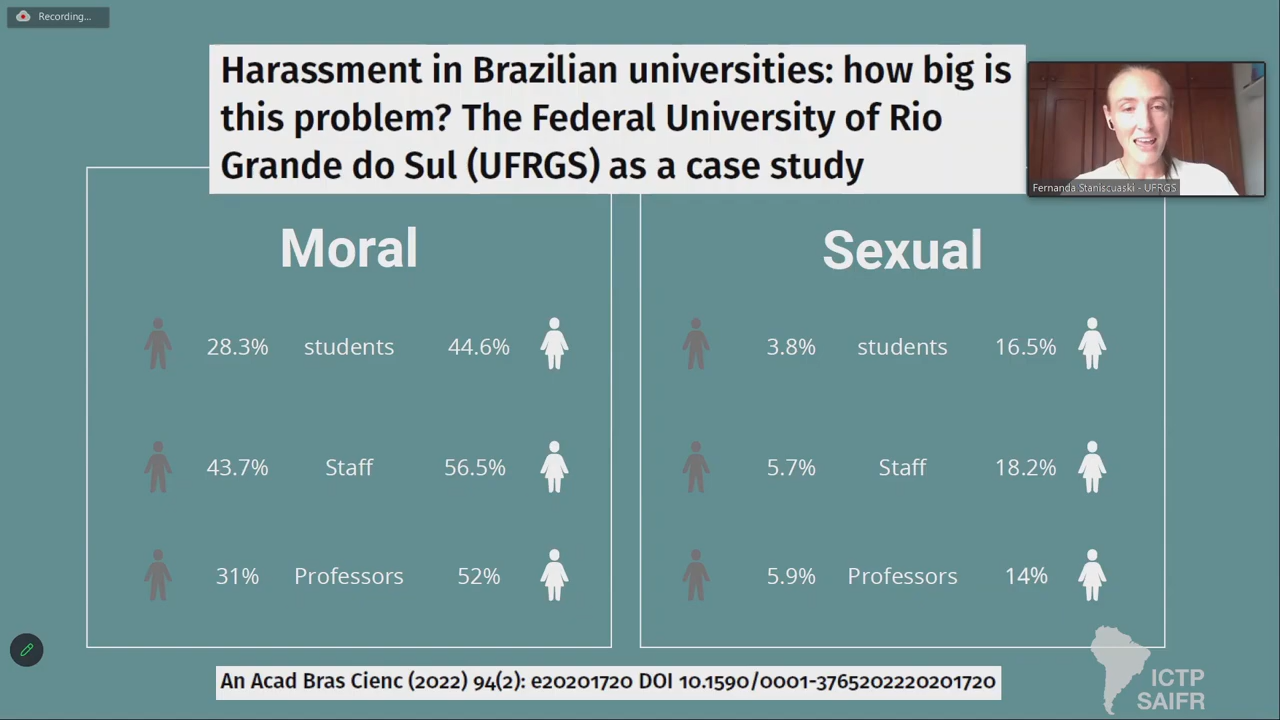 Recording...
Harassment in Brazilian universities: how big is
this problem? The Federal University of Rio
Grande do Sul (UFRGS) as a case study
Fernanda Staniscuaski - UFRGS
Moral
28.3% students 44.6%
43.7% Staff 56.5%
31% Professors 52%
Sexual
3.8% students 16.5%
5.7% Staff 18.2%
5.9% Professors 14%
An Acad Bras Cienc (2022) 94(2): e20201720 DOI 10.1590/0001-3765202220201720
ICTP
SAIFR